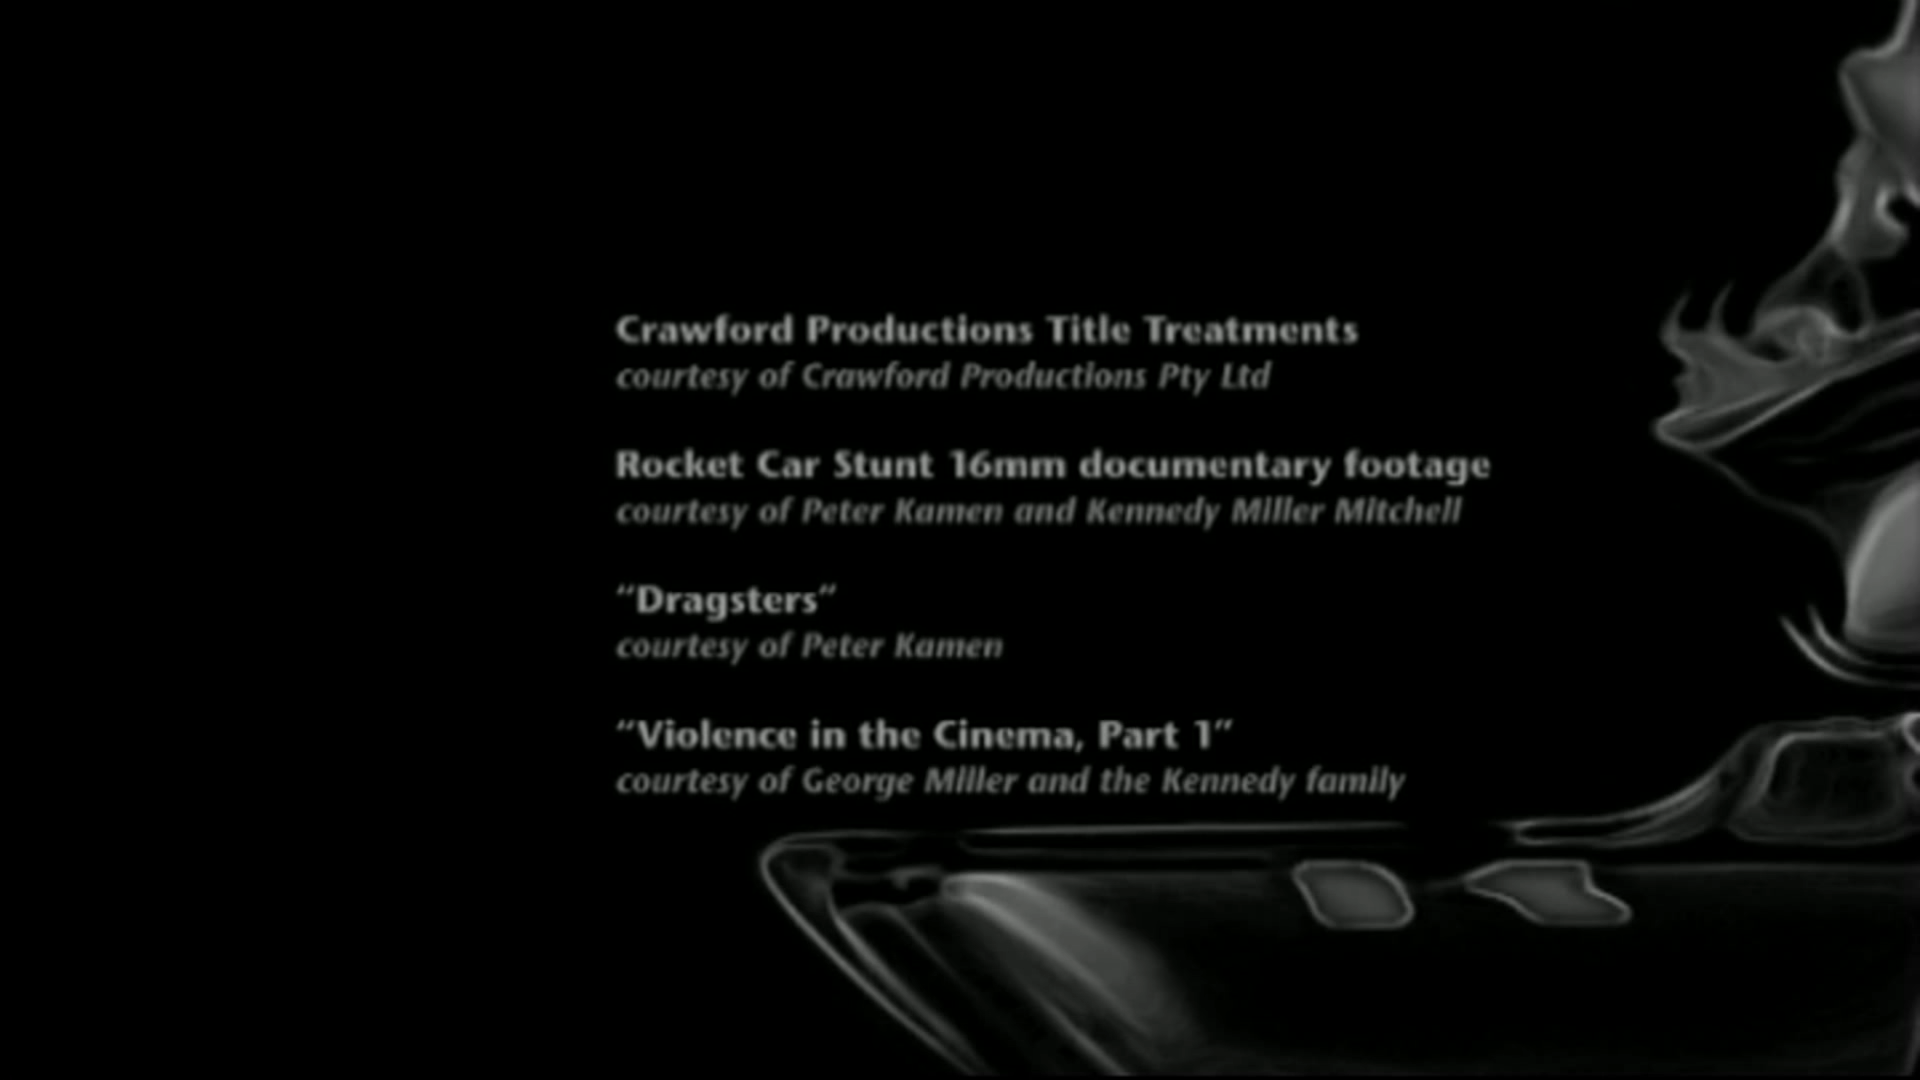 Crawford Productions Title Treatments
courtesy of Crawford Productions Pty Ltd
Rocket Car Stunt 16mm documentary footage
courtesy of Peter Kamen and Kennedy Miller Mitchell
“Dragsters“
courtesy of Peter Kamen
“Violence in the Cinema, Part 1”
courtesy of George Miller and the Kennedy family